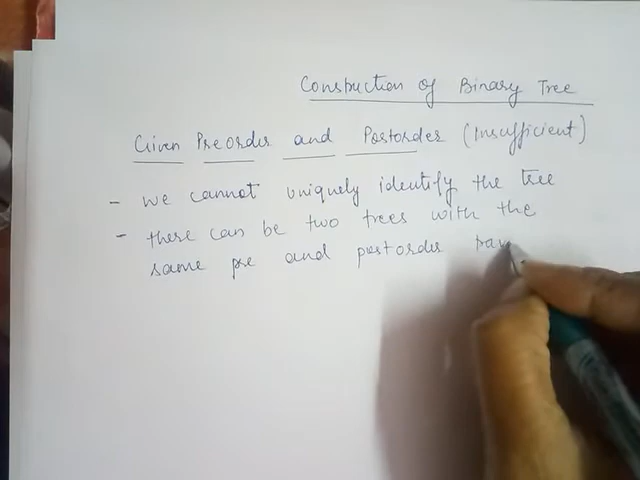 Construction of Binary Tree
Given Preorder and Postorder (Insufficient)
- we cannot uniquely identify the tree
- there can be two trees with the
same pre and postorder